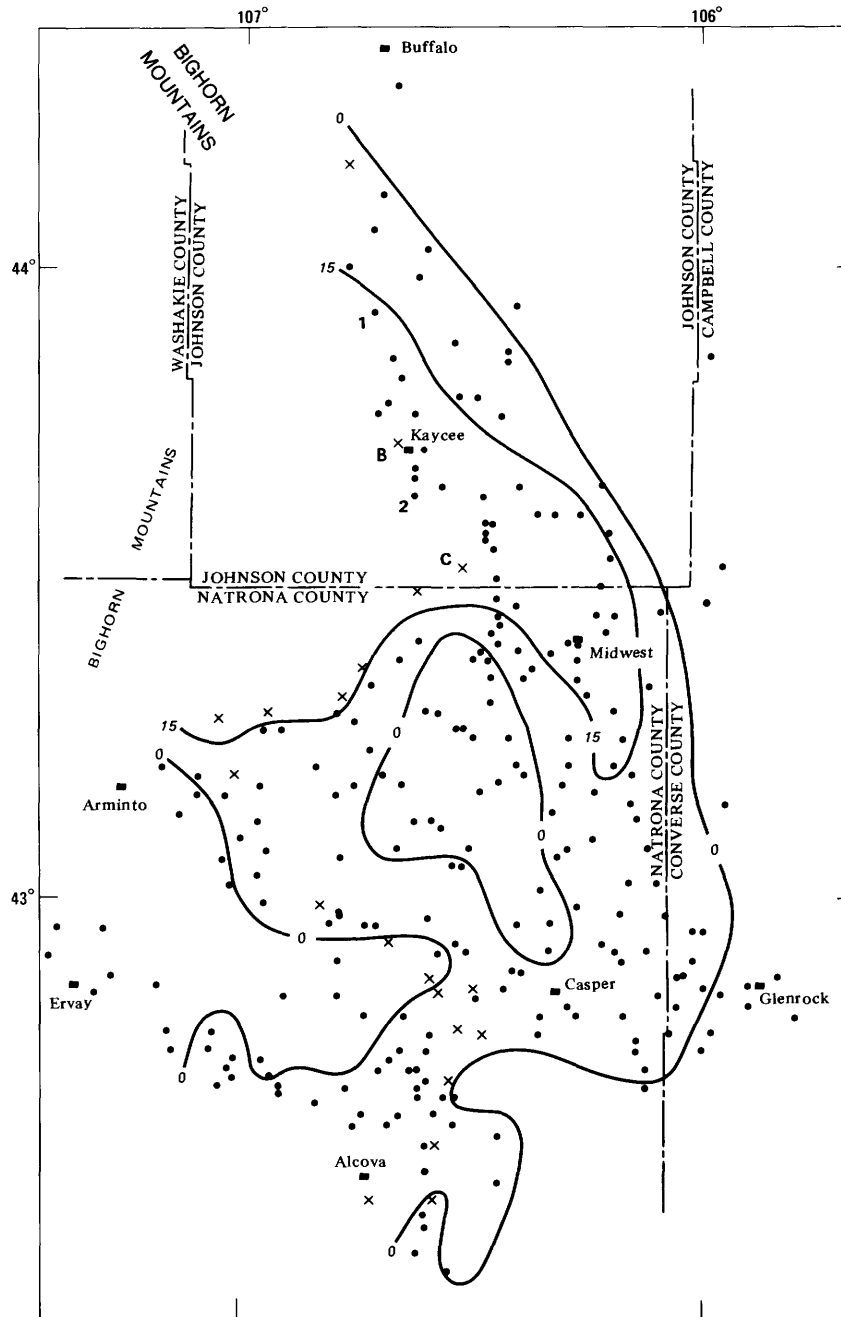 107°
106°
Buffalo
BIGHORN
MOUNTAINS
0
WASHAKIE COUNTY
JOHNSON COUNTY
JOHNSON COUNTY
CAMPBELL COUNTY
44°
15
1
Kaycee
B
2
MOUNTAINS
C
JOHNSON COUNTY
NATRONA COUNTY
BIGHORN
Midwest
15
0
0
15
NATRONA COUNTY
CONVERSE COUNTY
Arminto
0
0
43°
0
Ervay
Casper
Glenrock
0
Alcova
0